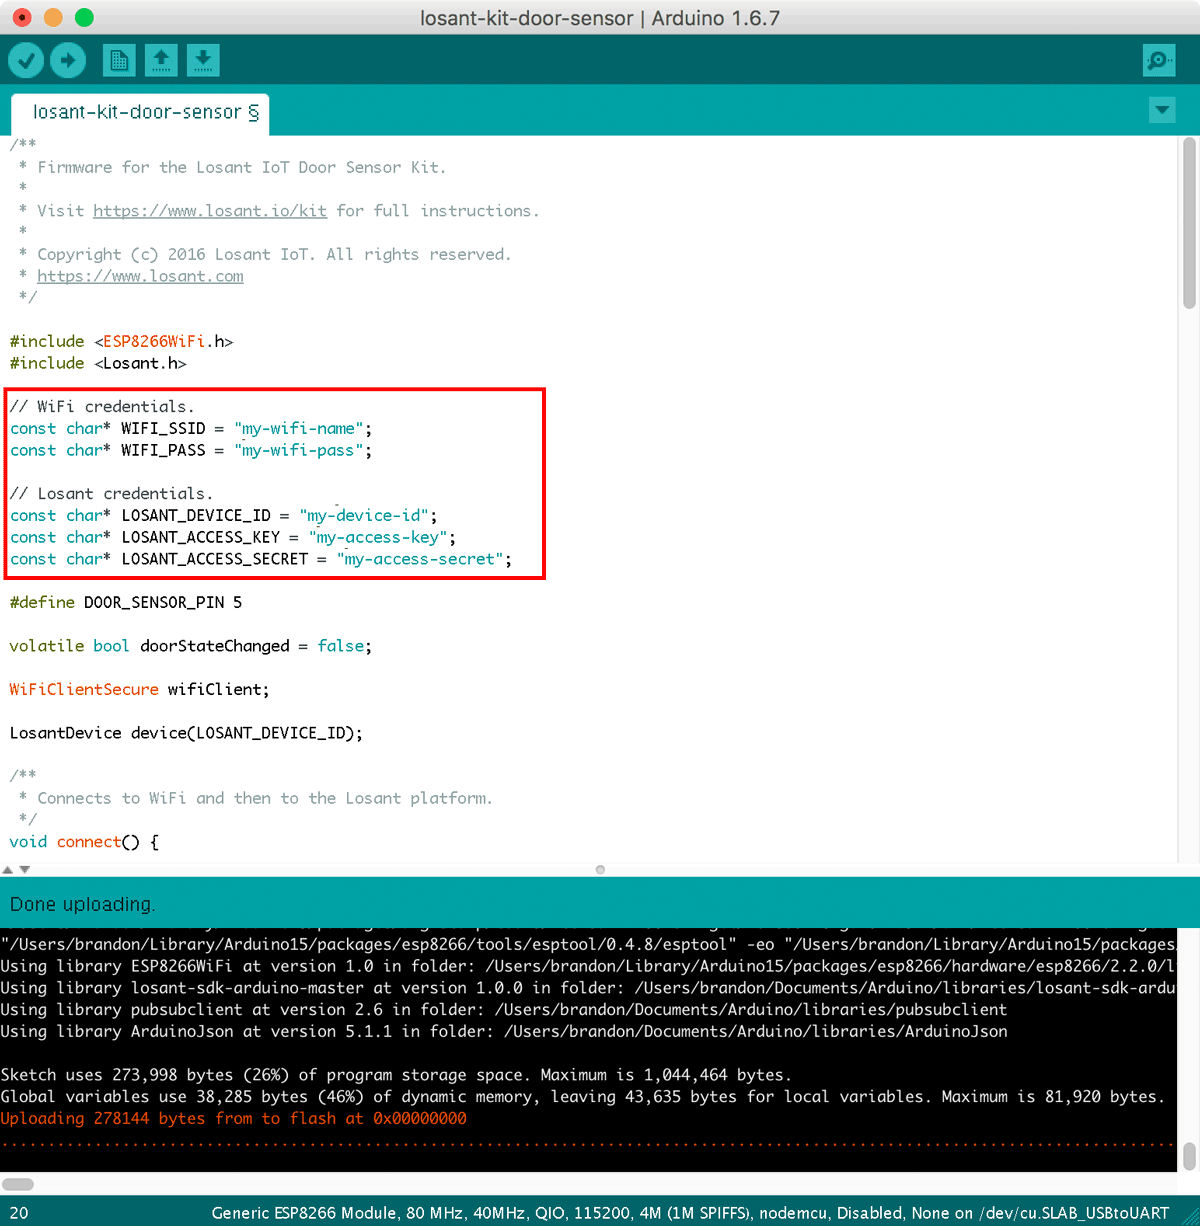 losant-kit-door-sensor | Arduino 1.6.7
losant-kit-door-sensor §
/**
 * Firmware for the Losant IoT Door Sensor Kit.
 *
 * Visit https://www.losant.io/kit for full instructions.
 *
 * Copyright (c) 2016 Losant IoT. All rights reserved.
 * https://www.losant.com
 */
#include <ESP8266WiFi.h>
#include <Losant.h>
// WiFi credentials.
const char* WIFI_SSID = "my-wifi-name";
const char* WIFI_PASS = "my-wifi-pass";
// Losant credentials.
const char* LOSANT_DEVICE_ID = "my-device-id";
const char* LOSANT_ACCESS_KEY = "my-access-key";
const char* LOSANT_ACCESS_SECRET = "my-access-secret";
#define DOOR_SENSOR_PIN 5
volatile bool doorStateChanged = false;
WiFiClientSecure wifiClient;
LosantDevice device(LOSANT_DEVICE_ID);
/**
 * Connects to WiFi and then to the Losant platform.
 */
void connect() {
Done uploading.
"/Users/brandon/Library/Arduino15/packages/esp8266/tools/esptool/0.4.8/esptool" -eo "/Users/brandon/Library/Arduino15/packages/
Using library ESP8266WiFi at version 1.0 in folder: /Users/brandon/Library/Arduino15/packages/esp8266/hardware/esp8266/2.2.0/l
Using library losant-sdk-arduino-master at version 1.0.0 in folder: /Users/brandon/Documents/Arduino/libraries/losant-sdk-ardu
Using library pubsubclient at version 2.6 in folder: /Users/brandon/Documents/Arduino/libraries/pubsubclient
Using library ArduinoJson at version 5.1.1 in folder: /Users/brandon/Documents/Arduino/libraries/ArduinoJson
Sketch uses 273,998 bytes (26%) of program storage space. Maximum is 1,044,464 bytes.
Global variables use 38,285 bytes (46%) of dynamic memory, leaving 43,635 bytes for local variables. Maximum is 81,920 bytes.
Uploading 278144 bytes from to flash at 0x00000000
................................................................................................................................
20
Generic ESP8266 Module, 80 MHz, 40MHz, QIO, 115200, 4M (1M SPIFFS), nodemcu, Disabled, None on /dev/cu.SLAB_USBtoUART